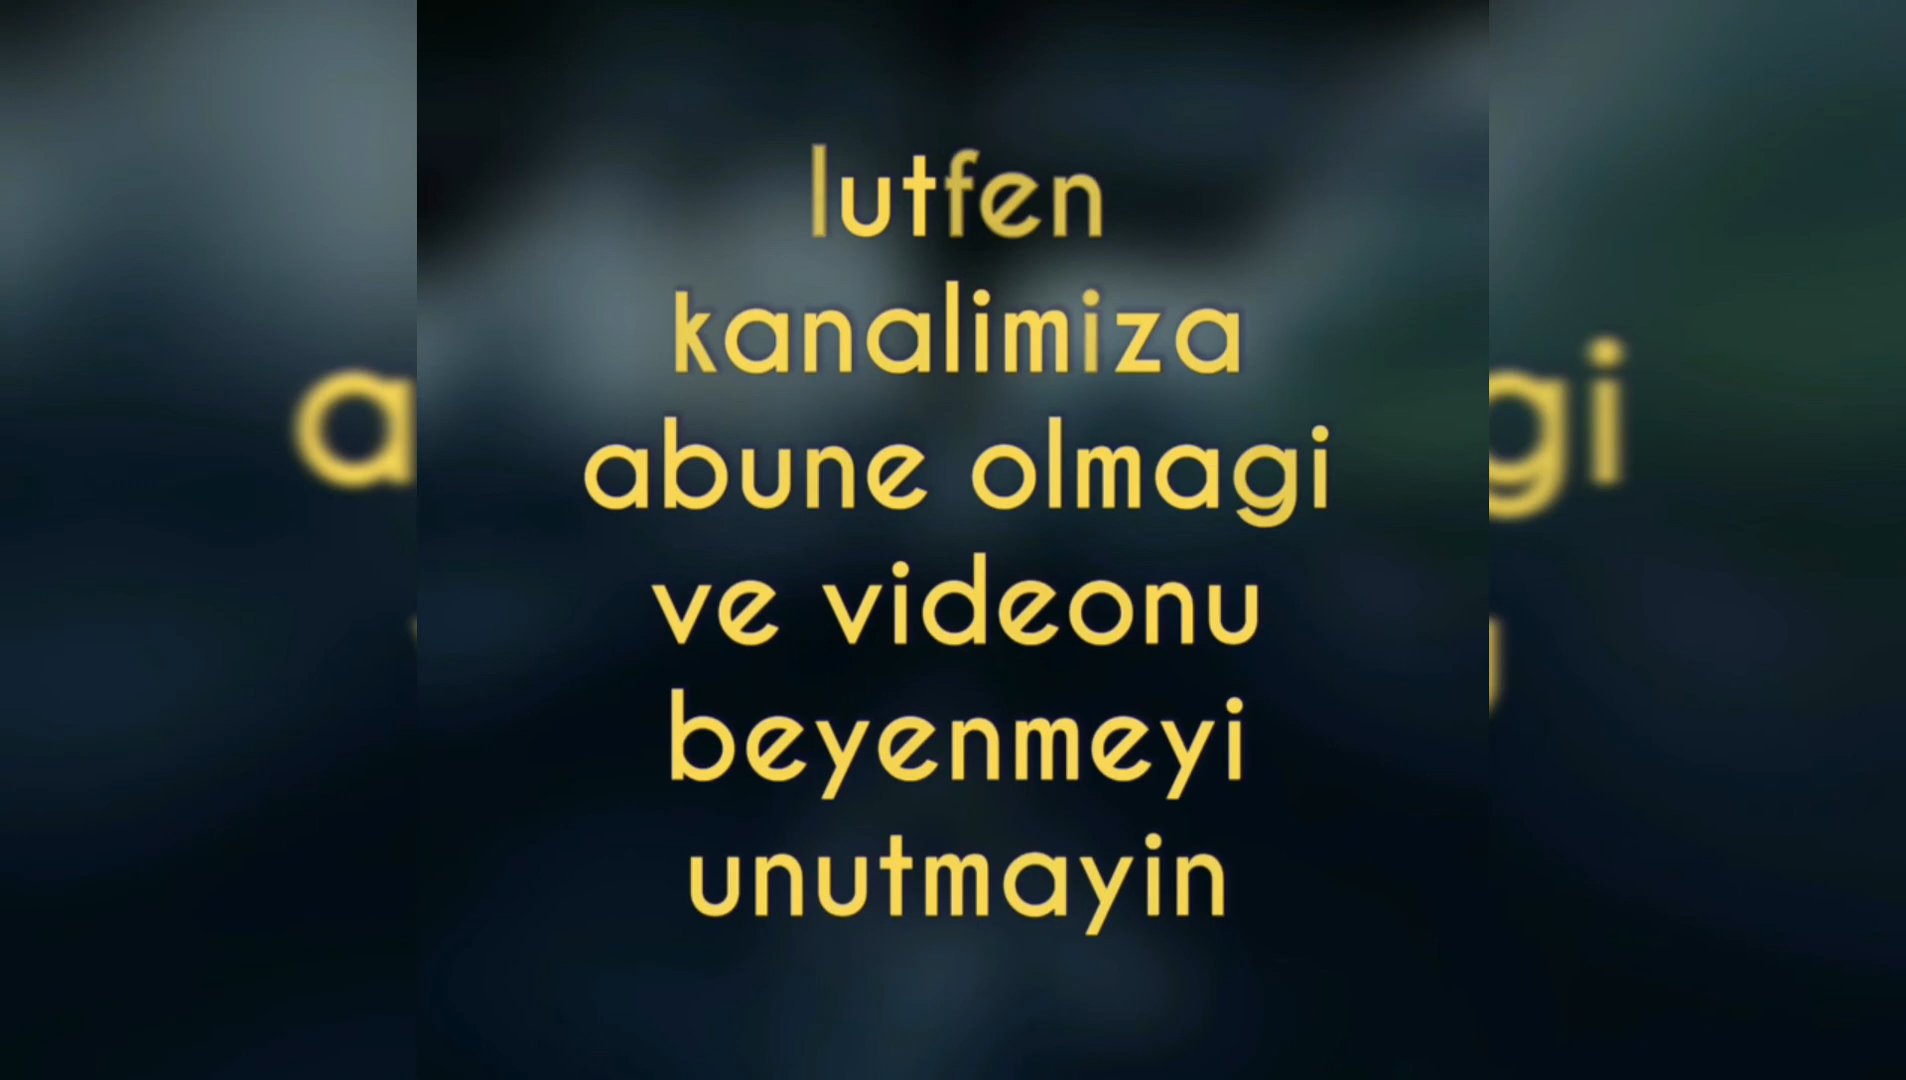 lutfen
kanalimiza
abune olmagi
ve videonu
beyenmeyi
unutmayin